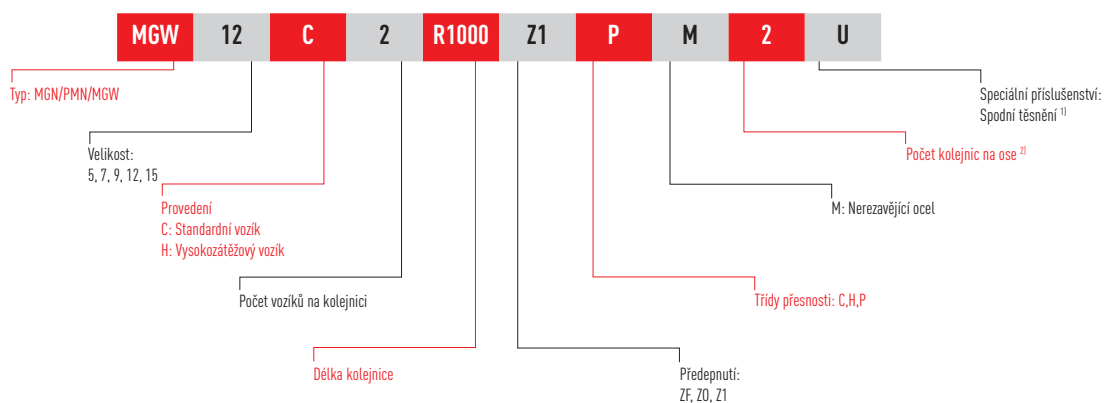 MGW 12 C 2 R1000 Z1 P M 2 U
Typ: MGN/PMN/MGW
Speciální příslušenství:
Spodní těsnění 1)
Velikost:
5, 7, 9, 12, 15
Počet kolejnic na ose 2)
Provedení
C: Standardní vozík
H: Vysokozátěžový vozík
M: Nerezavějící ocel
Počet vozíků na kolejnici
Třídy přesnosti: C,H,P
Délka kolejnice
Předepnutí:
ZF, Z0, Z1